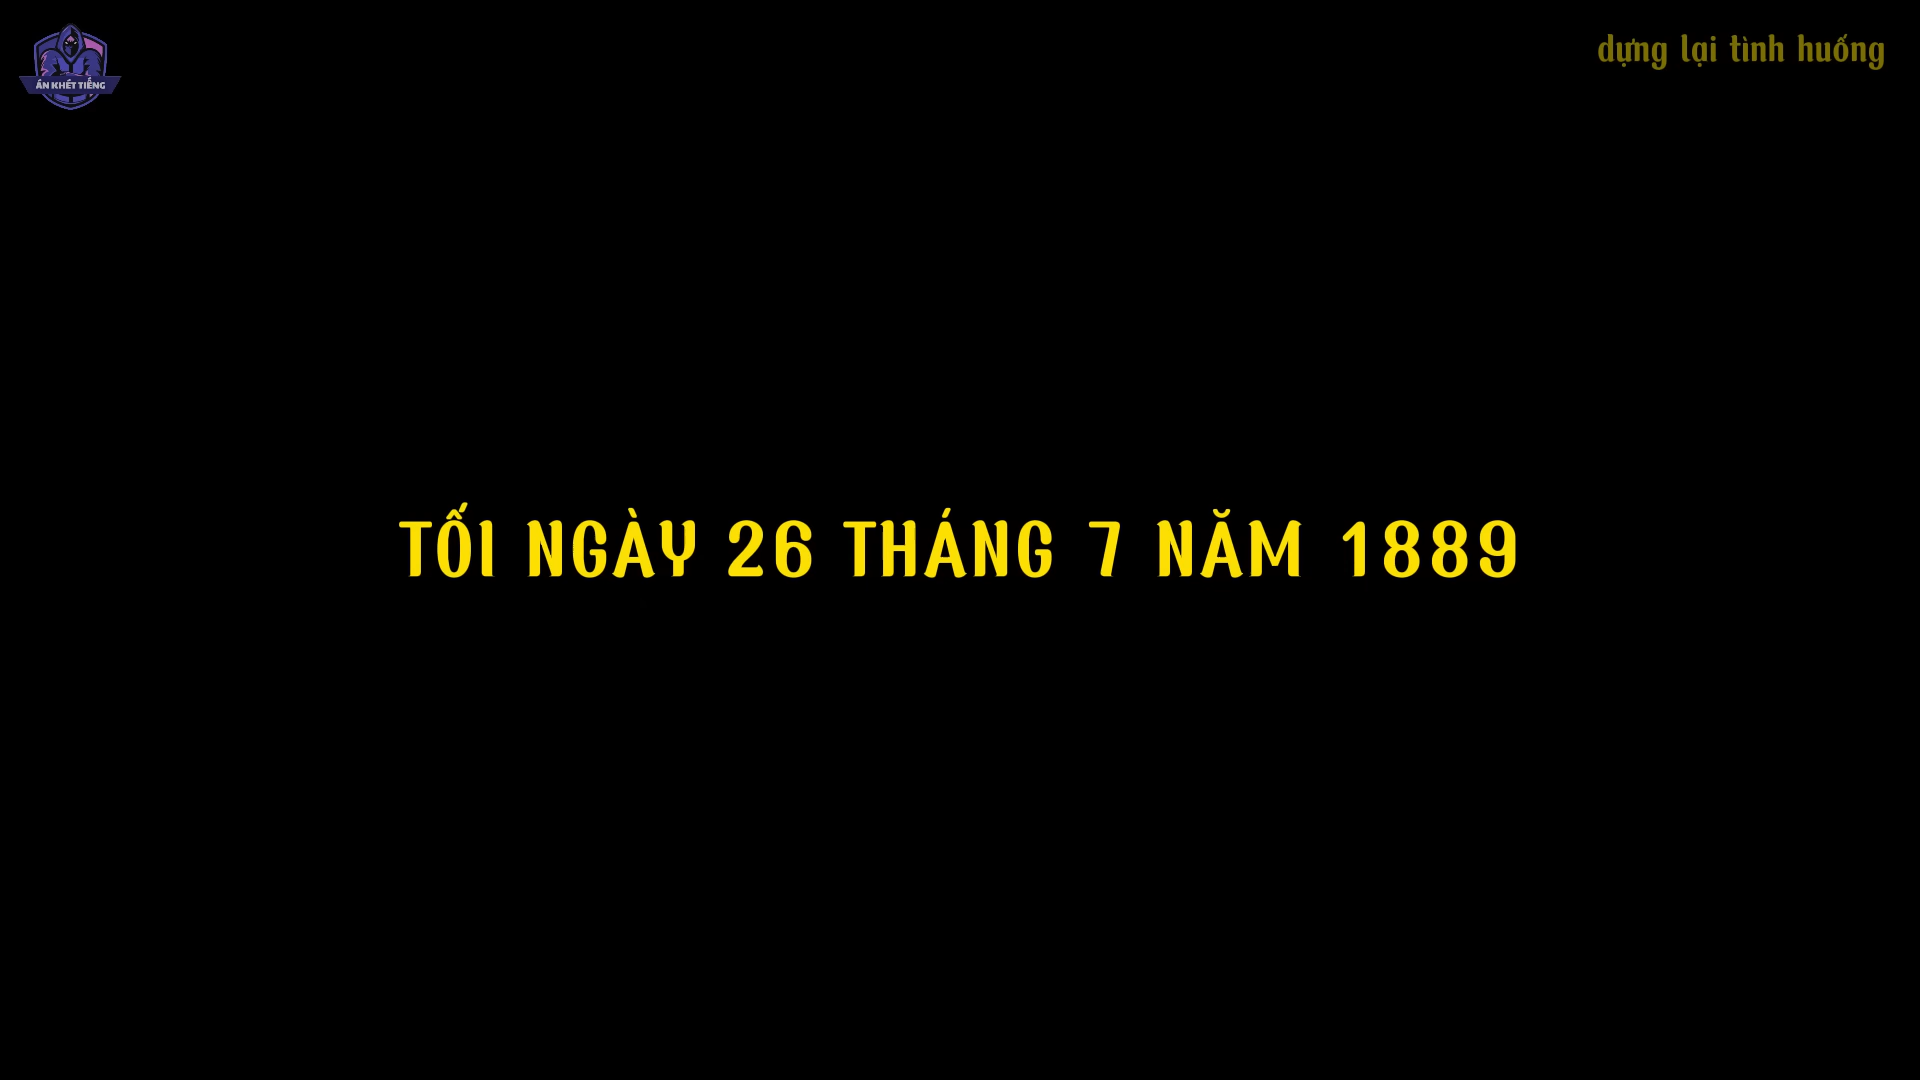 ÁN KHÉT TIẾNG
dựng lại tình huống
TỐI NGÀY 26 THÁNG 7 NĂM 1889